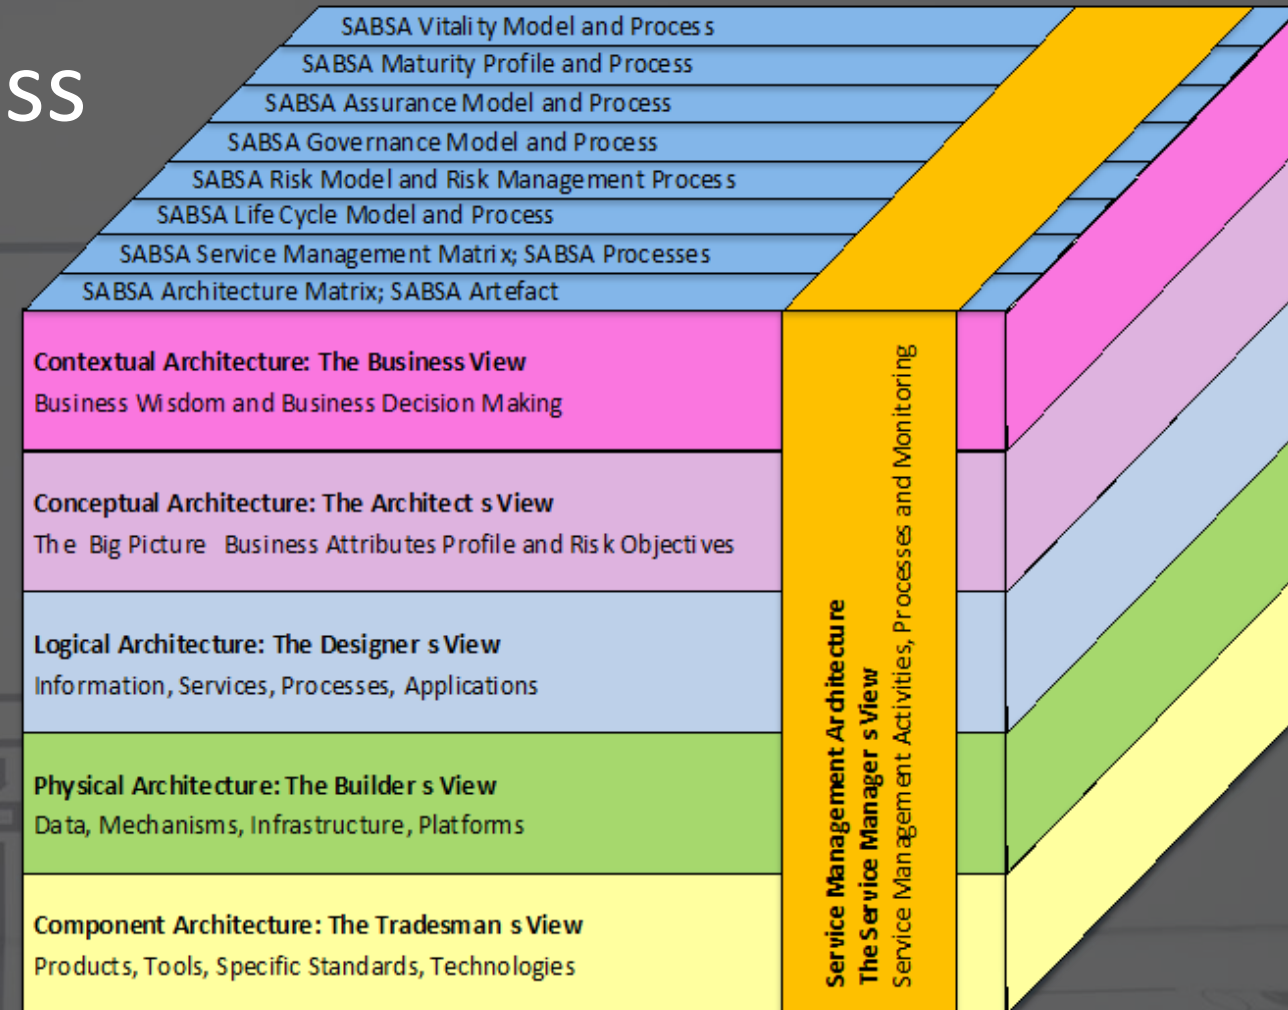 ss
SABSA Vitality Model and Process
SABSA Maturity Profile and Process
SABSA Assurance Model and Process
SABSA Governance Model and Process
SABSA Risk Model and Risk Management Process
SABSA Life Cycle Model and Process
SABSA Service Management Matrix; SABSA Processes
SABSA Architecture Matrix; SABSA Artefact
Contextual Architecture: The Business View
Business Wisdom and Business Decision Making
Conceptual Architecture: The Architect s View
The Big Picture Business Attributes Profile and Risk Objectives
Logical Architecture: The Designer s View
Information, Services, Processes, Applications
Physical Architecture: The Builder s View
Data, Mechanisms, Infrastructure, Platforms
Component Architecture: The Tradesman s View
Products, Tools, Specific Standards, Technologies
Service Management Architecture
The Service Manager s View
Service Management Activities, Processes and Monitoring